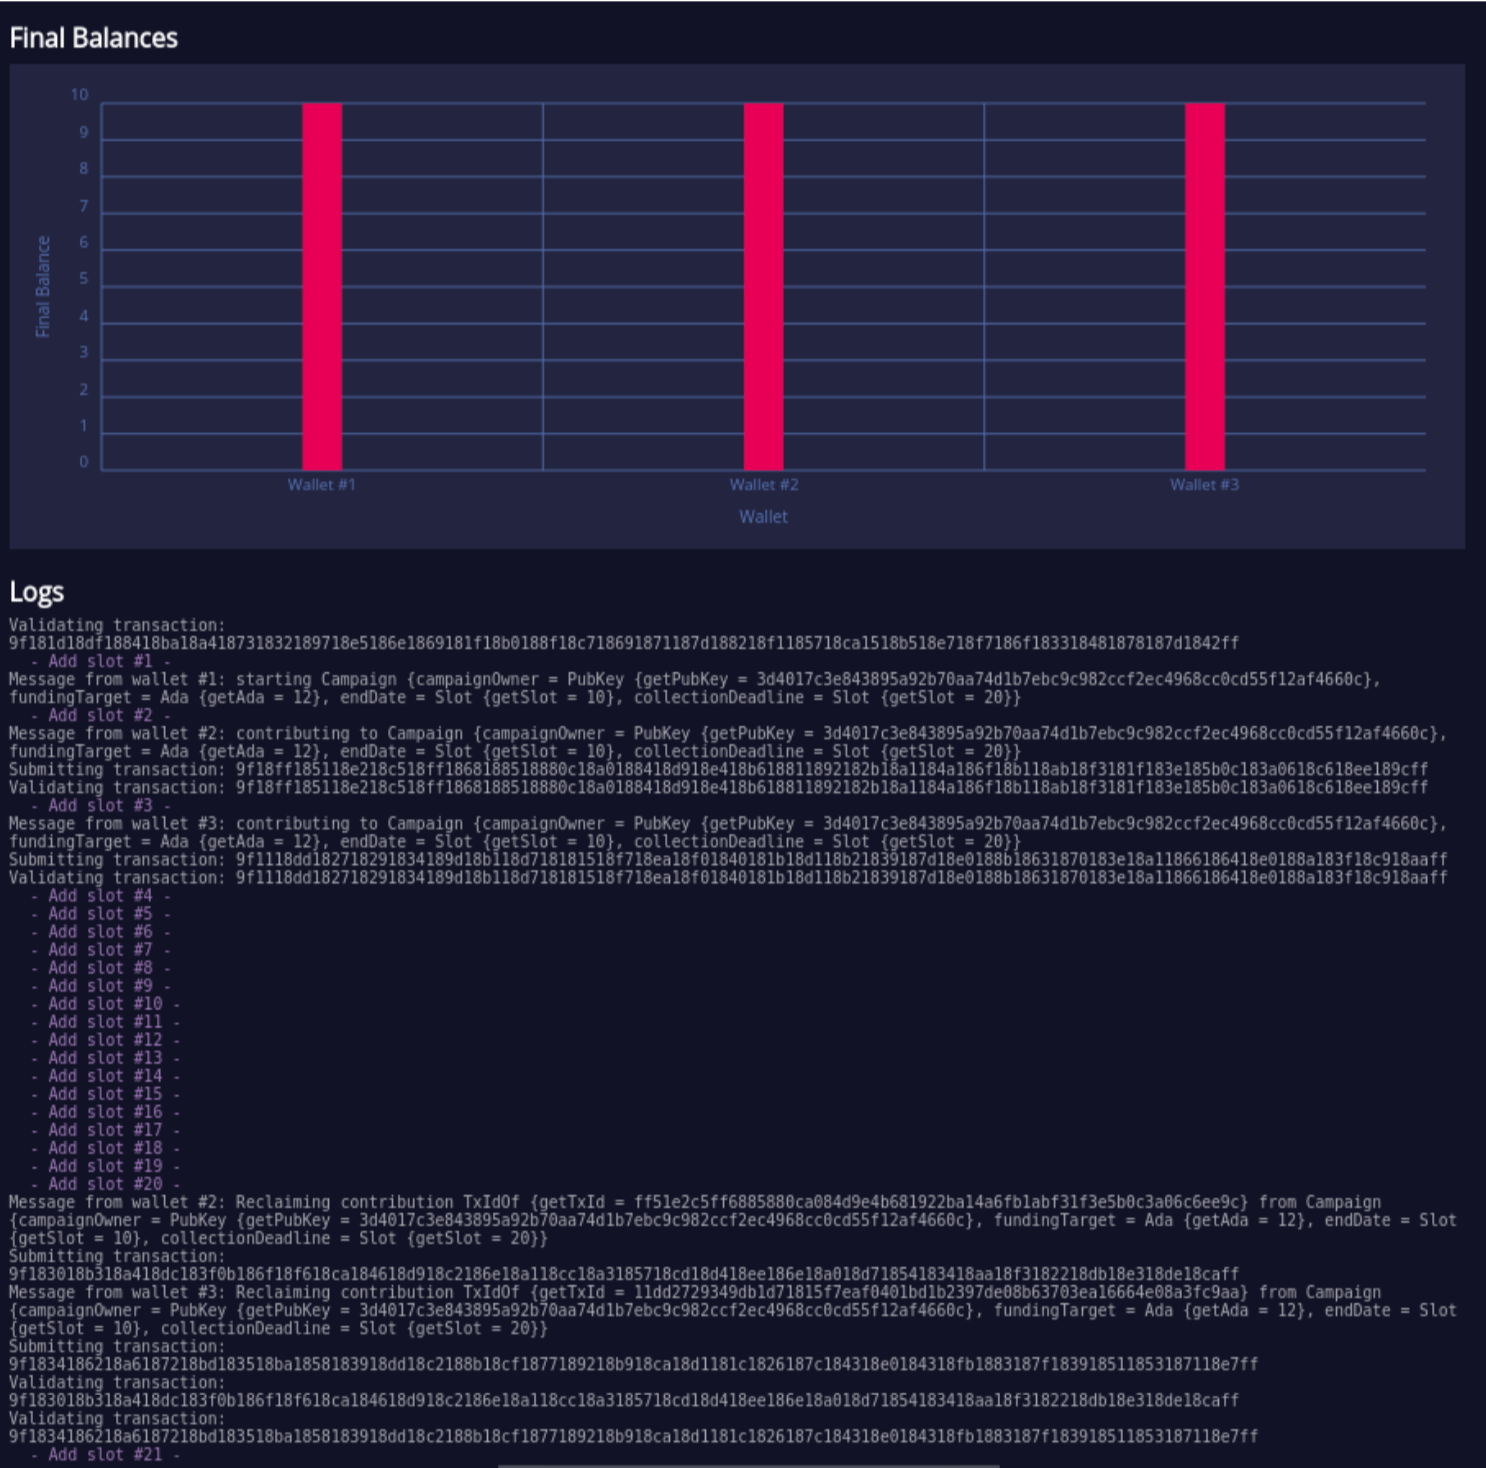 Final Balances
10
9
8
7
6
5
4
3
2
1
0
Final Balance
Wallet #1
Wallet #2
Wallet #3
Wallet
Logs
Validating transaction:
9f181d18df188418ba18a418731832189718e5186e1869181f18b0188f18c718691871187d188218f1185718ca1518b518e718f7186f183318481878187d1842ff
- Add slot #1 -
Message from wallet #1: starting Campaign {campaignOwner = PubKey {getPubKey = 3d4017c3e843895a92b70aa74d1b7ebc9c982ccf2ec4968cc0cd55f12af4660c},
fundingTarget = Ada {getAda = 12}, endDate = Slot {getSlot = 10}, collectionDeadline = Slot {getSlot = 20}}
- Add slot #2 -
Message from wallet #2: contributing to Campaign {campaignOwner = PubKey {getPubKey = 3d4017c3e843895a92b70aa74d1b7ebc9c982ccf2ec4968cc0cd55f12af4660c},
fundingTarget = Ada {getAda = 12}, endDate = Slot {getSlot = 10}, collectionDeadline = Slot {getSlot = 20}}
Submitting transaction: 9f18ff185118e218c518ff1868188518880c18a0188418d918e418b618811892182b18a1184a186f18b118ab18f3181f183e185b0c183a0618c618ee189cff
Validating transaction: 9f18ff185118e218c518ff1868188518880c18a0188418d918e418b618811892182b18a1184a186f18b118ab18f3181f183e185b0c183a0618c618ee189cff
- Add slot #3 -
Message from wallet #3: contributing to Campaign {campaignOwner = PubKey {getPubKey = 3d4017c3e843895a92b70aa74d1b7ebc9c982ccf2ec4968cc0cd55f12af4660c},
fundingTarget = Ada {getAda = 12}, endDate = Slot {getSlot = 10}, collectionDeadline = Slot {getSlot = 20}}
Submitting transaction: 9f1118dd182718291834189d18b118d718181518f718ea18f01840181b18d118b21839187d18e0188b18631870183e18a11866186418e0188a183f18c918aaff
Validating transaction: 9f1118dd182718291834189d18b118d718181518f718ea18f01840181b18d118b21839187d18e0188b18631870183e18a11866186418e0188a183f18c918aaff
- Add slot #4 -
- Add slot #5 -
- Add slot #6 -
- Add slot #7 -
- Add slot #8 -
- Add slot #9 -
- Add slot #10 -
- Add slot #11 -
- Add slot #12 -
- Add slot #13 -
- Add slot #14 -
- Add slot #15 -
- Add slot #16 -
- Add slot #17 -
- Add slot #18 -
- Add slot #19 -
- Add slot #20 -
Message from wallet #2: Reclaiming contribution TxIdOf {getTxId = ff51e2c5ff6885880ca084d9e4b681922ba14a6fb1abf31f3e5b0c3a06c6ee9c} from Campaign
{campaignOwner = PubKey {getPubKey = 3d4017c3e843895a92b70aa74d1b7ebc9c982ccf2ec4968cc0cd55f12af4660c}, fundingTarget = Ada {getAda = 12}, endDate = Slot
{getSlot = 10}, collectionDeadline = Slot {getSlot = 20}}
Submitting transaction:
9f183018b318a418dc183f0b186f18f618ca184618d918c2186e18a118cc18a3185718cd18d418ee186e18a018d71854183418aa18f3182218db18e318de18caff
Message from wallet #3: Reclaiming contribution TxIdOf {getTxId = 11dd2729349db1d71815f7eaf0401bd1b2397de08b63703ea16664e08a3fc9aa} from Campaign
{campaignOwner = PubKey {getPubKey = 3d4017c3e843895a92b70aa74d1b7ebc9c982ccf2ec4968cc0cd55f12af4660c}, fundingTarget = Ada {getAda = 12}, endDate = Slot
{getSlot = 10}, collectionDeadline = Slot {getSlot = 20}}
Submitting transaction:
9f1834186218a6187218bd183518ba1858183918dd18c2188b18cf1877189218b918ca18d1181c1826187c184318e0184318fb1883187f183918511853187118e7ff
Validating transaction:
9f183018b318a418dc183f0b186f18f618ca184618d918c2186e18a118cc18a3185718cd18d418ee186e18a018d71854183418aa18f3182218db18e318de18caff
Validating transaction:
9f1834186218a6187218bd183518ba1858183918dd18c2188b18cf1877189218b918ca18d1181c1826187c184318e0184318fb1883187f183918511853187118e7ff
- Add slot #21 -